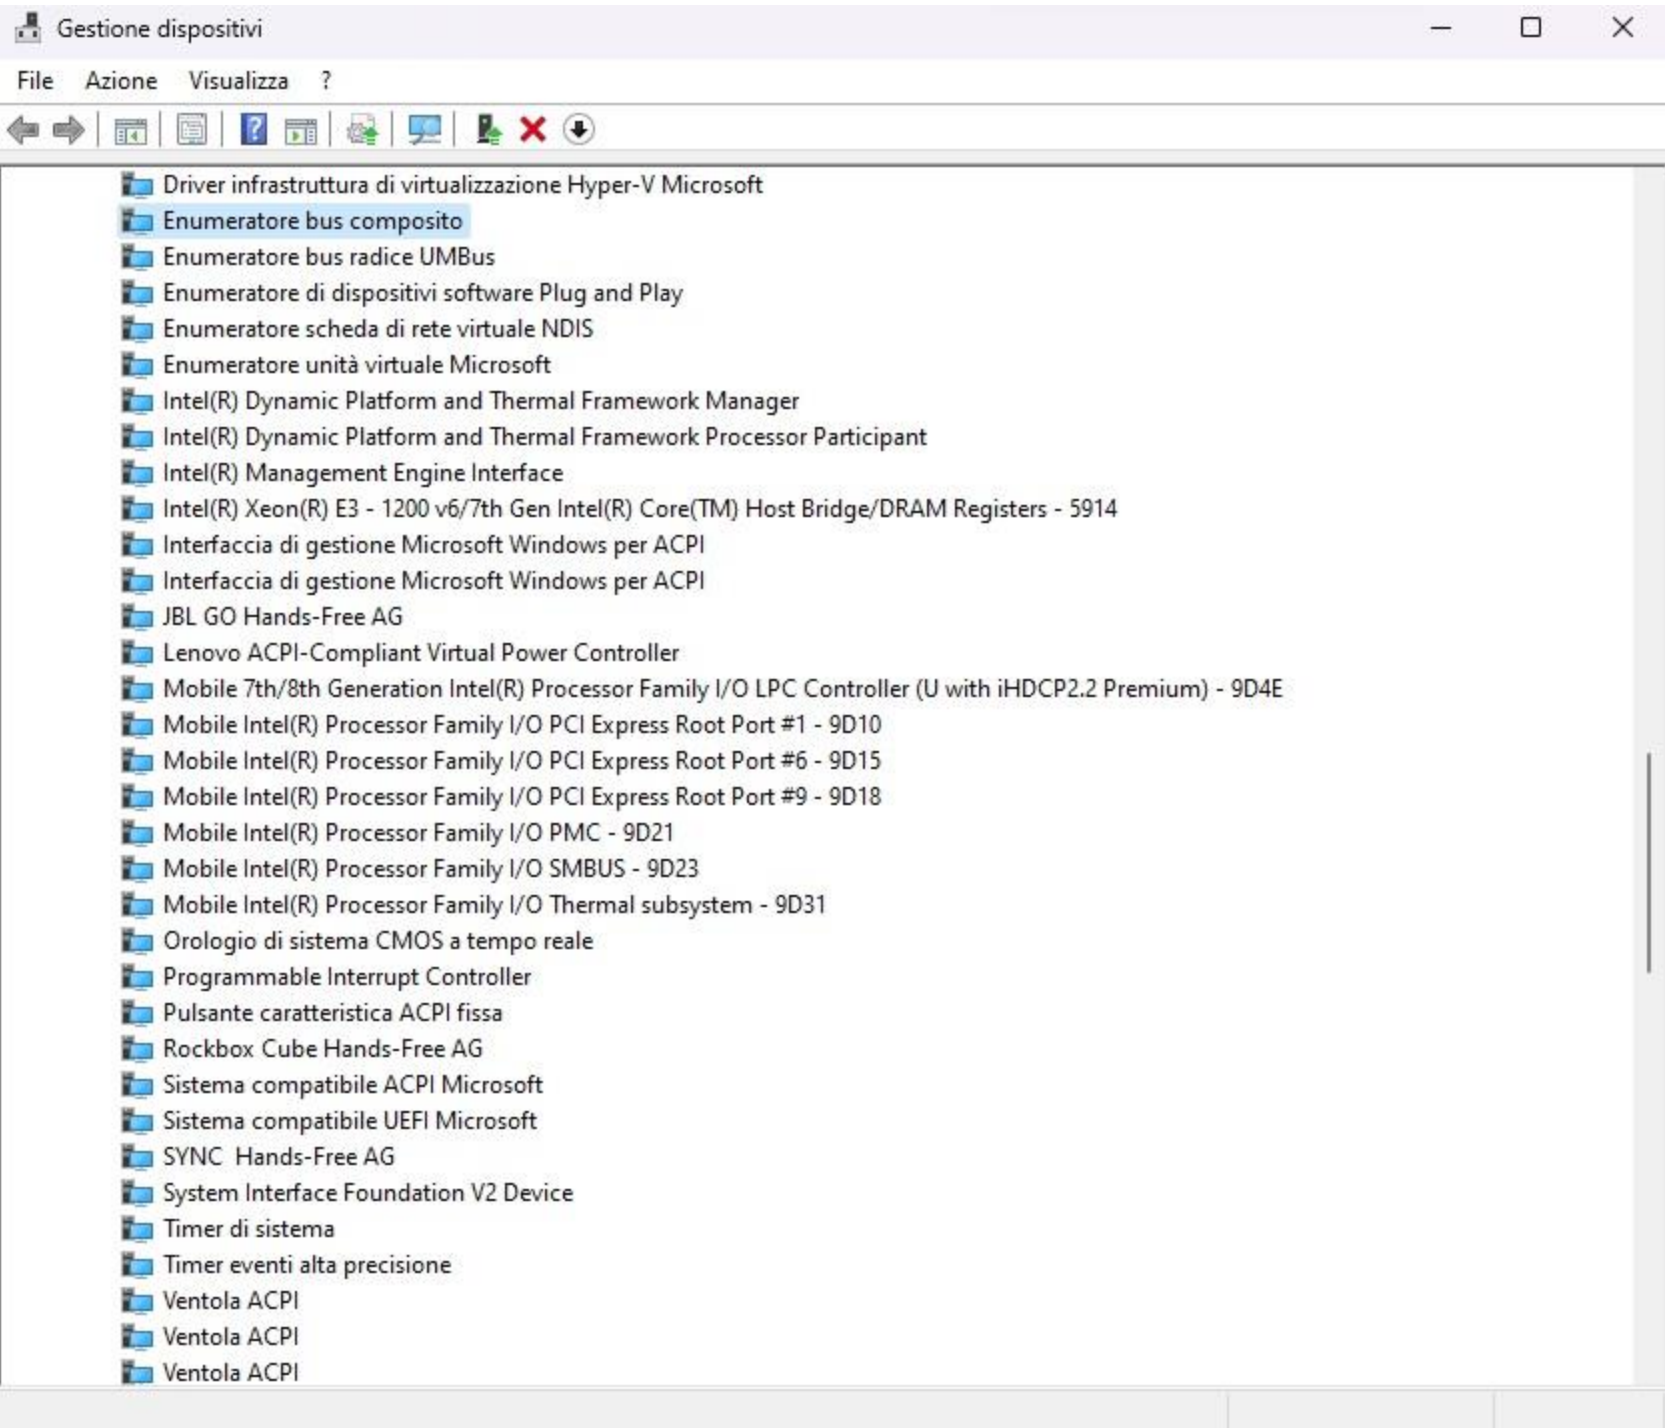 Gestione dispositivi
File Azione Visualizza ?
Driver infrastruttura di virtualizzazione Hyper-V Microsoft
Enumeratore bus composito
Enumeratore bus radice UMBus
Enumeratore di dispositivi software Plug and Play
Enumeratore scheda di rete virtuale NDIS
Enumeratore unità virtuale Microsoft
Intel(R) Dynamic Platform and Thermal Framework Manager
Intel(R) Dynamic Platform and Thermal Framework Processor Participant
Intel(R) Management Engine Interface
Intel(R) Xeon(R) E3 - 1200 v6/7th Gen Intel(R) Core(TM) Host Bridge/DRAM Registers - 5914
Interfaccia di gestione Microsoft Windows per ACPI
Interfaccia di gestione Microsoft Windows per ACPI
JBL GO Hands-Free AG
Lenovo ACPI-Compliant Virtual Power Controller
Mobile 7th/8th Generation Intel(R) Processor Family I/O LPC Controller (U with iHDCP2.2 Premium) - 9D4E
Mobile Intel(R) Processor Family I/O PCI Express Root Port #1 - 9D10
Mobile Intel(R) Processor Family I/O PCI Express Root Port #6 - 9D15
Mobile Intel(R) Processor Family I/O PCI Express Root Port #9 - 9D18
Mobile Intel(R) Processor Family I/O PMC - 9D21
Mobile Intel(R) Processor Family I/O SMBUS - 9D23
Mobile Intel(R) Processor Family I/O Thermal subsystem - 9D31
Orologio di sistema CMOS a tempo reale
Programmable Interrupt Controller
Pulsante caratteristica ACPI fissa
Rockbox Cube Hands-Free AG
Sistema compatibile ACPI Microsoft
Sistema compatibile UEFI Microsoft
SYNC  Hands-Free AG
System Interface Foundation V2 Device
Timer di sistema
Timer eventi alta precisione
Ventola ACPI
Ventola ACPI
Ventola ACPI